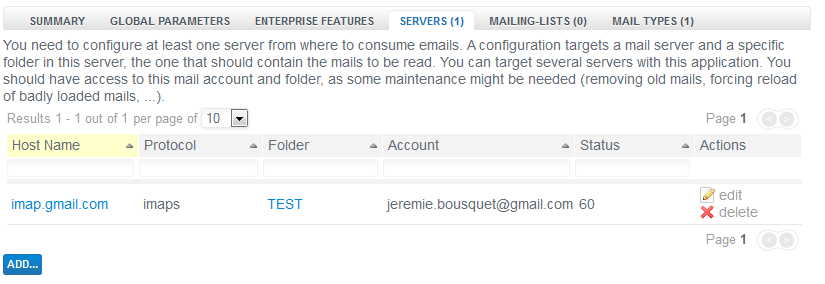 SUMMARY GLOBAL PARAMETERS ENTERPRISE FEATURES SERVERS (1) MAILING-LISTS (0) MAIL TYPES (1)
You need to configure at least one server from where to consume emails. A configuration targets a mail server and a specific
folder in this server, the one that should contain the mails to be read. You can target several servers with this application. You
should have access to this mail account and folder, as some maintenance might be needed (removing old mails, forcing reload
of badly loaded mails, ...).
Results 1 - 1 out of 1 per page of 10 Page 1
Host Name Protocol Folder Account Status Actions
imap.gmail.com imaps TEST jeremie.bousquet@gmail.com 60 edit
delete
Page 1
ADD...